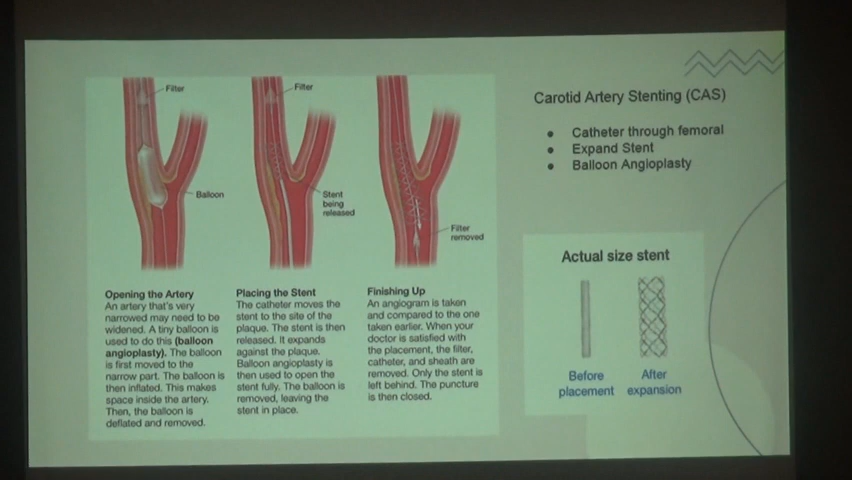 Carotid Artery Stenting (CAS)
● Catheter through femoral
● Expand Stent
● Balloon Angioplasty
Filter
Balloon
Filter
Stent
being
released
Filter
removed
Opening the Artery
An artery that's very
narrowed may need to be
widened. A tiny balloon is
used to do this (balloon
angioplasty). The balloon
is first moved to the
narrow part. The balloon is
then inflated. This makes
space inside the artery.
Then, the balloon is
deflated and removed.
Placing the Stent
The catheter moves the
stent to the site of the
plaque. The stent is then
released. It expands
against the plaque.
Balloon angioplasty is
then used to open the
stent fully. The balloon is
removed, leaving the
stent in place.
Finishing Up
An angiogram is taken
and compared to the one
taken earlier. When your
doctor is satisfied with
the placement, the filter,
catheter, and sheath are
removed. Only the stent is
left behind. The puncture
is then closed.
Actual size stent
Before
placement
After
expansion